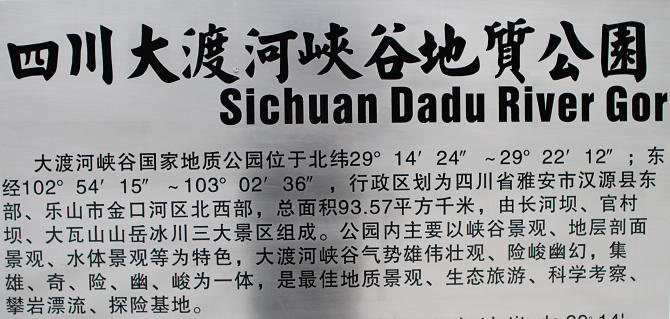 四川大渡河峡谷地質公園
Sichuan Dadu River Gor
大渡河峡谷国家地质公园位于北纬29° 14′ 24″ ~29° 22′ 12″；东
经102° 54′ 15″ ~103° 02′ 36″，行政区划为四川省雅安市汉源县东
部、乐山市金口河区北西部，总面积93.57平方千米，由长河坝、官村
坝、大瓦山山岳冰川三大景区组成。公园内主要以峡谷景观、地层剖面
景观、水体景观等为特色，大渡河峡谷气势雄伟壮观、险峻幽幻，集
雄、奇、险、幽、峻为一体，是最佳地质景观、生态旅游、科学考察、
攀岩漂流、探险基地。